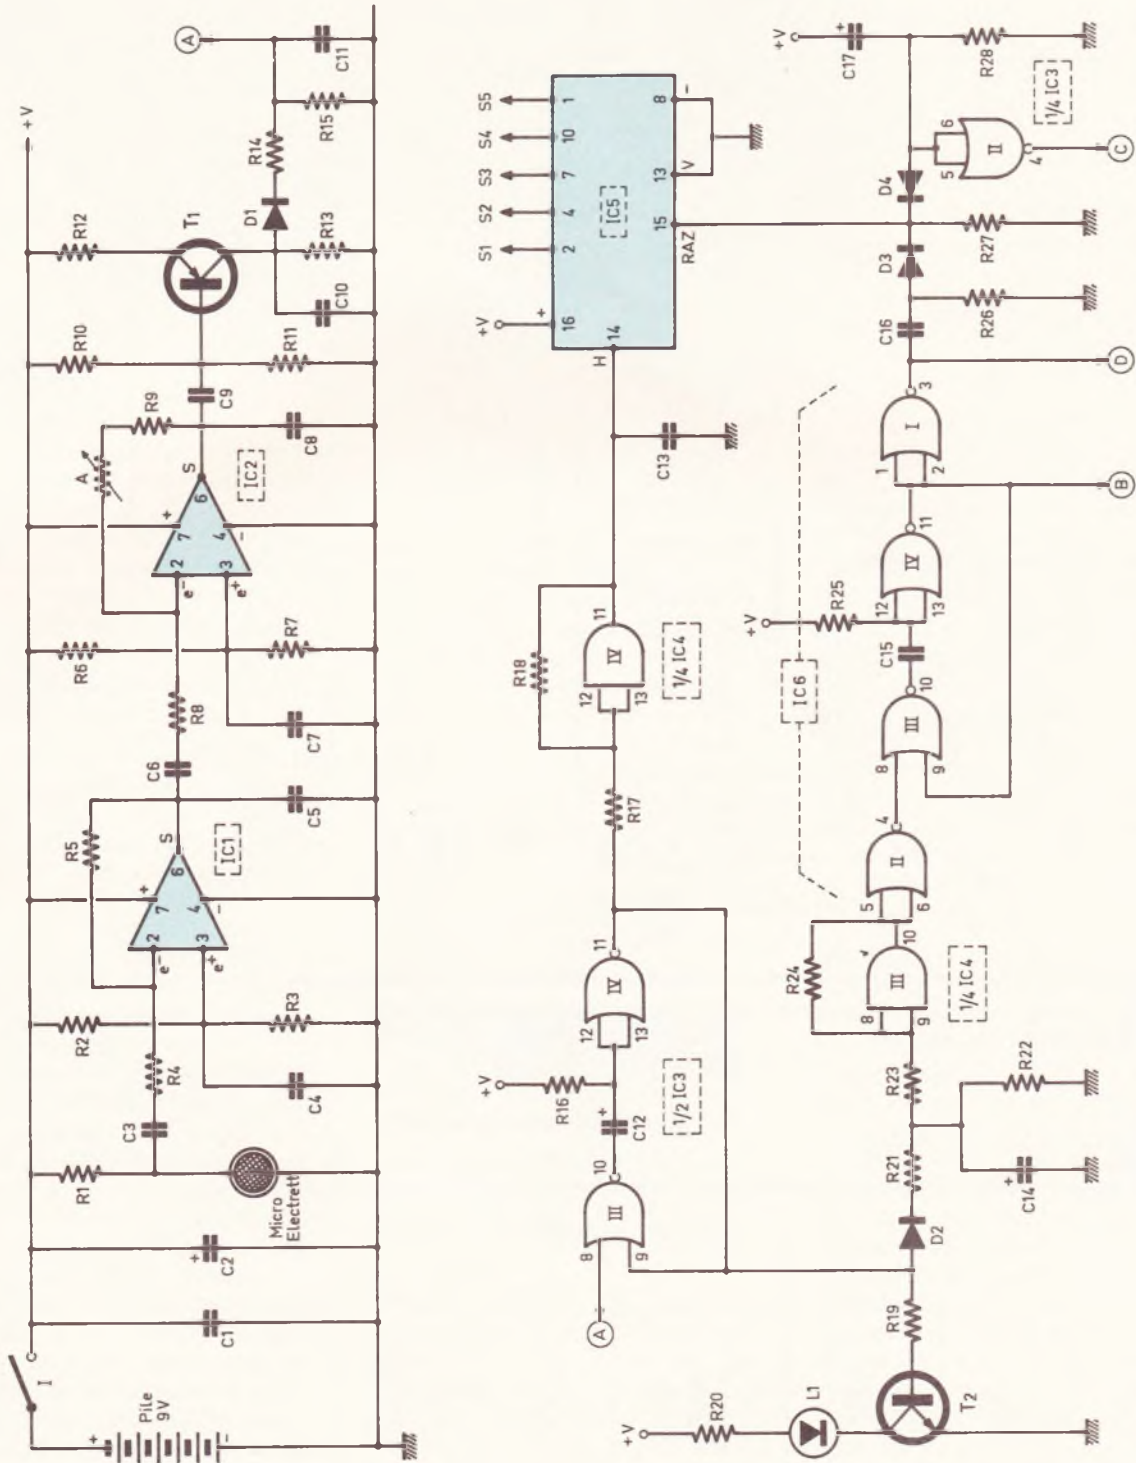 I
Pile
9V
+
-
C1
C2
+
R1
Micro
Electrett
C3
R4
R2
R3
C4
e-
e+
2
3
7
+
4
-
6
S
IC1
R5
C5
C6
R8
R6
R7
C7
e-
e+
2
3
7
+
4
-
6
S
IC2
A
R9
C8
C9
R10
R11
R12
T1
R13
C10
D1
R14
R15
C11
A
+V
A
8
9
III
10
C12
+
R16
+V
12
13
IV
11
1/2 IC3
R17
R18
12
13
IV
11
1/4 IC4
C13
H
14
16
+
+V
2
4
7
10
1
S1
S2
S3
S4
S5
IC5
15
RAZ
13
V
8
-
+V
R20
L1
T2
R19
D2
R21
C14
+
R22
R23
R24
8
9
III
10
1/4 IC4
5
6
II
4
8
9
III
10
IC6
C15
R25
+V
12
13
IV
11
1
2
I
3
B
D
C16
R26
D3
R27
D4
5
6
II
4
1/4 IC3
C
+V
C17
+
R28